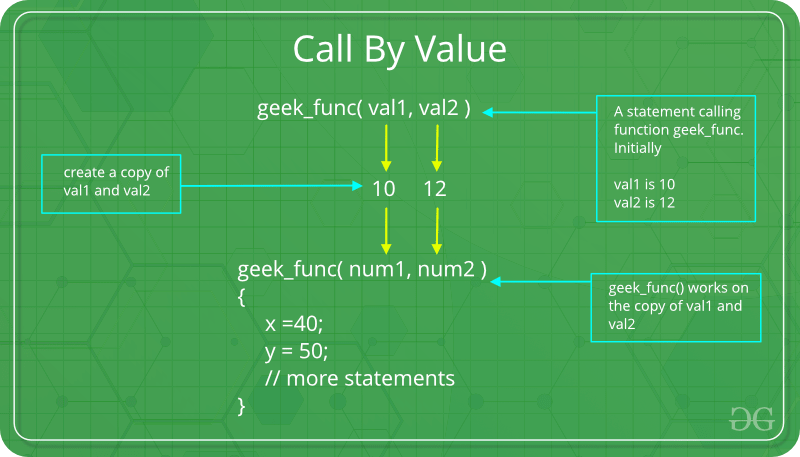 Call By Value
geek_func( val1, val2 )
A statement calling
function geek_func.
Initially
val1 is 10
val2 is 12
create a copy of
val1 and val2
10 12
geek_func( num1, num2 )
{
x =40;
y = 50;
// more statements
}
geek_func() works on
the copy of val1 and
val2
GG